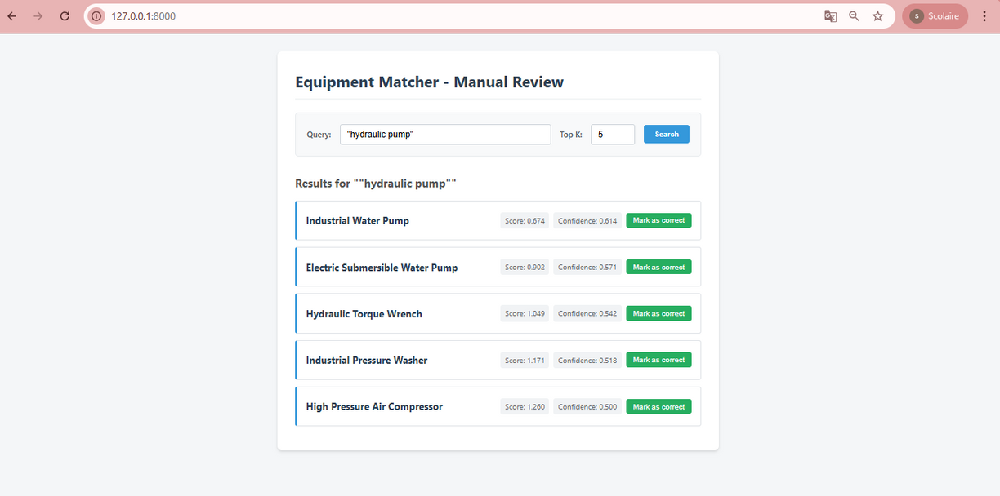 127.0.0.1:8000
S Scolaire
Equipment Matcher - Manual Review
Query: "hydraulic pump" Top K: 5 Search
Results for ""hydraulic pump""
Industrial Water Pump Score: 0.674 Confidence: 0.614 Mark as correct
Electric Submersible Water Pump Score: 0.902 Confidence: 0.571 Mark as correct
Hydraulic Torque Wrench Score: 1.049 Confidence: 0.542 Mark as correct
Industrial Pressure Washer Score: 1.171 Confidence: 0.518 Mark as correct
High Pressure Air Compressor Score: 1.260 Confidence: 0.500 Mark as correct